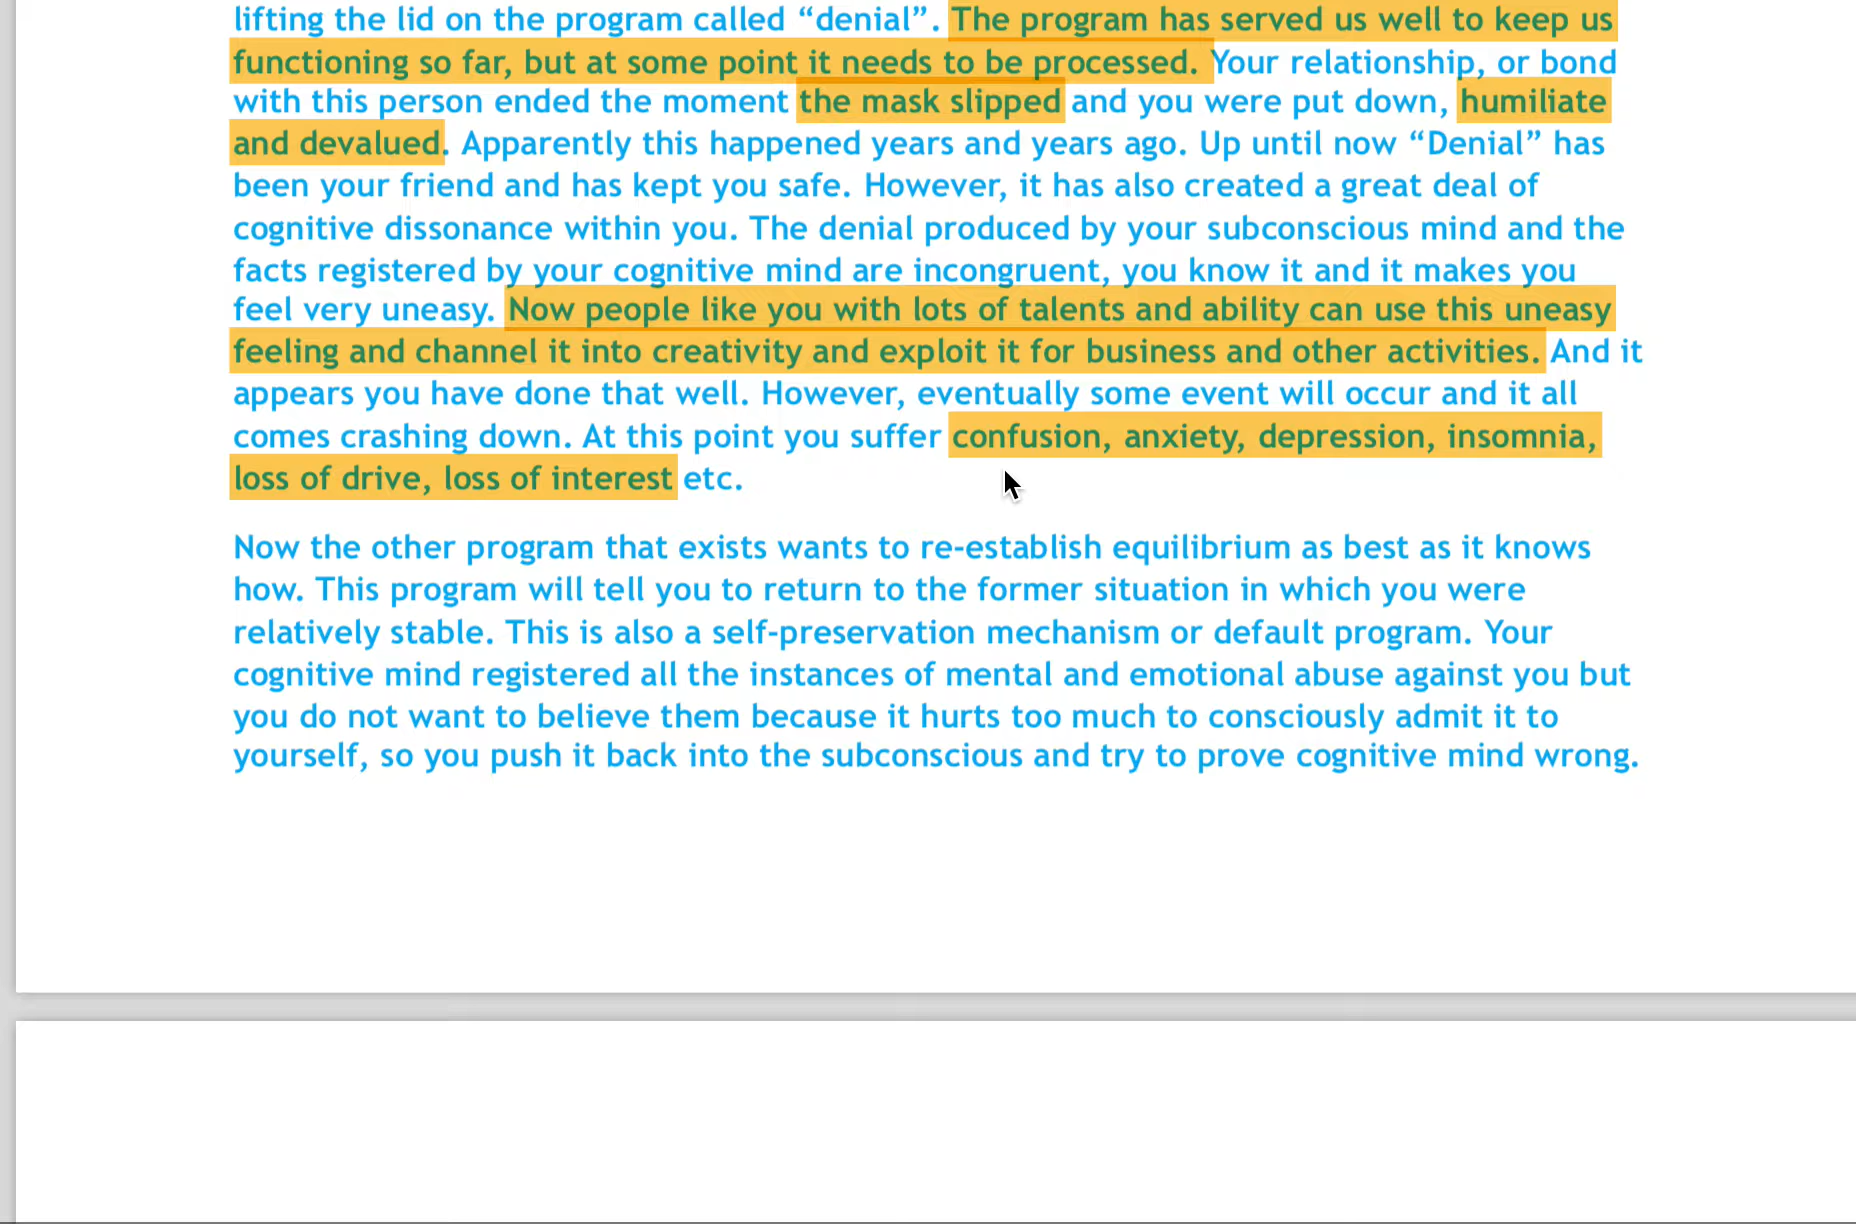 lifting the lid on the program called “denial”. The program has served us well to keep us
functioning so far, but at some point it needs to be processed. Your relationship, or bond
with this person ended the moment the mask slipped and you were put down, humiliate
and devalued. Apparently this happened years and years ago. Up until now “Denial” has
been your friend and has kept you safe. However, it has also created a great deal of
cognitive dissonance within you. The denial produced by your subconscious mind and the
facts registered by your cognitive mind are incongruent, you know it and it makes you
feel very uneasy. Now people like you with lots of talents and ability can use this uneasy
feeling and channel it into creativity and exploit it for business and other activities. And it
appears you have done that well. However, eventually some event will occur and it all
comes crashing down. At this point you suffer confusion, anxiety, depression, insomnia,
loss of drive, loss of interest etc.
Now the other program that exists wants to re-establish equilibrium as best as it knows
how. This program will tell you to return to the former situation in which you were
relatively stable. This is also a self-preservation mechanism or default program. Your
cognitive mind registered all the instances of mental and emotional abuse against you but
you do not want to believe them because it hurts too much to consciously admit it to
yourself, so you push it back into the subconscious and try to prove cognitive mind wrong.